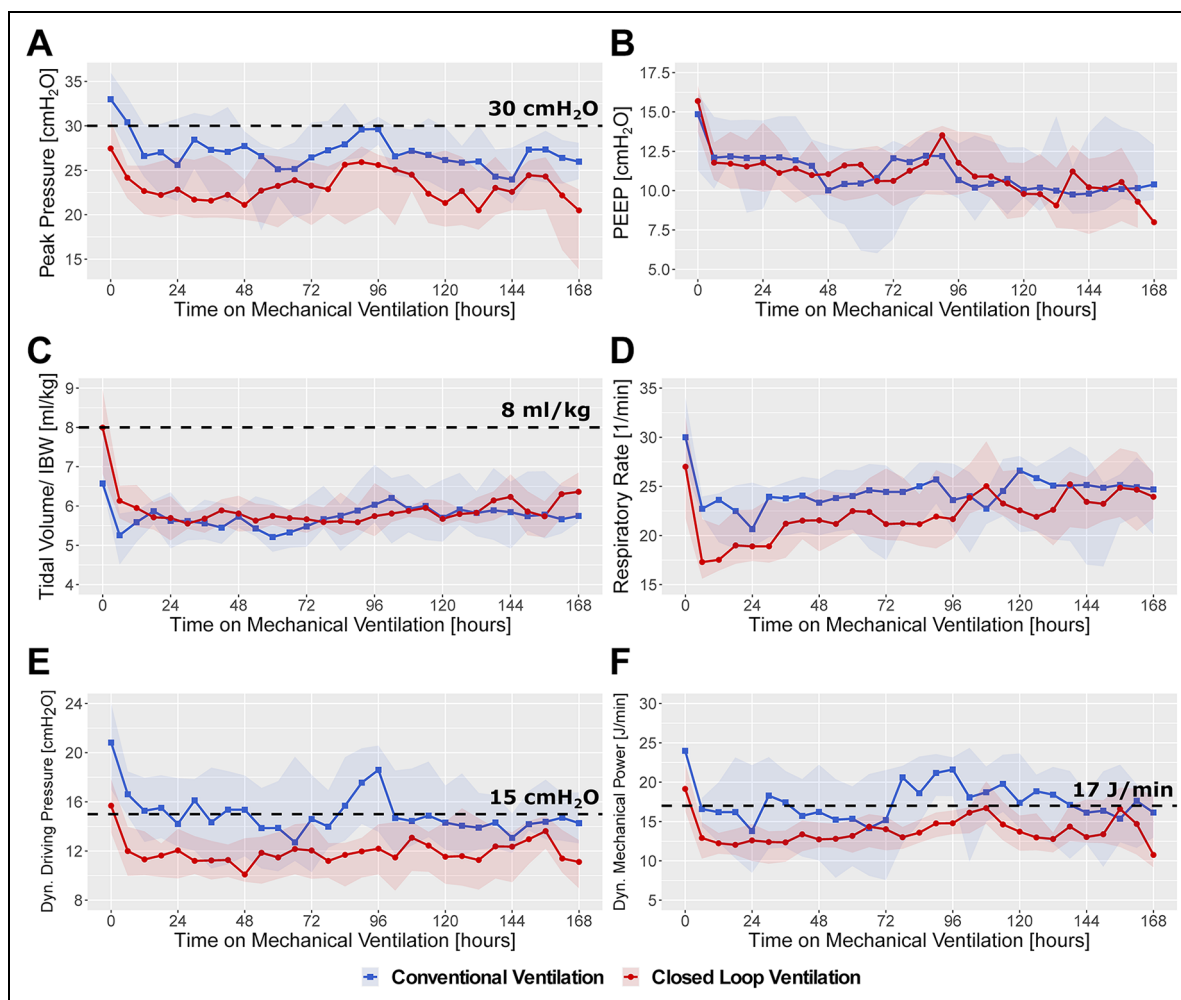 A
Peak Pressure [cmH₂O]
35
30
25
20
15
30 cmH₂O
0 24 48 72 96 120 144 168
Time on Mechanical Ventilation [hours]
B
PEEP [cmH₂O]
17.5
15.0
12.5
10.0
7.5
5.0
0 24 48 72 96 120 144 168
Time on Mechanical Ventilation [hours]
C
Tidal Volume/ IBW [ml/kg]
9
8
7
6
5
4
8 ml/kg
0 24 48 72 96 120 144 168
Time on Mechanical Ventilation [hours]
D
Respiratory Rate [1/min]
35
30
25
20
15
0 24 48 72 96 120 144 168
Time on Mechanical Ventilation [hours]
E
Dyn. Driving Pressure [cmH₂O]
24
20
16
12
8
15 cmH₂O
0 24 48 72 96 120 144 168
Time on Mechanical Ventilation [hours]
F
Dyn. Mechanical Power [J/min]
30
25
20
15
10
5
17 J/min
0 24 48 72 96 120 144 168
Time on Mechanical Ventilation [hours]
Conventional Ventilation Closed Loop Ventilation